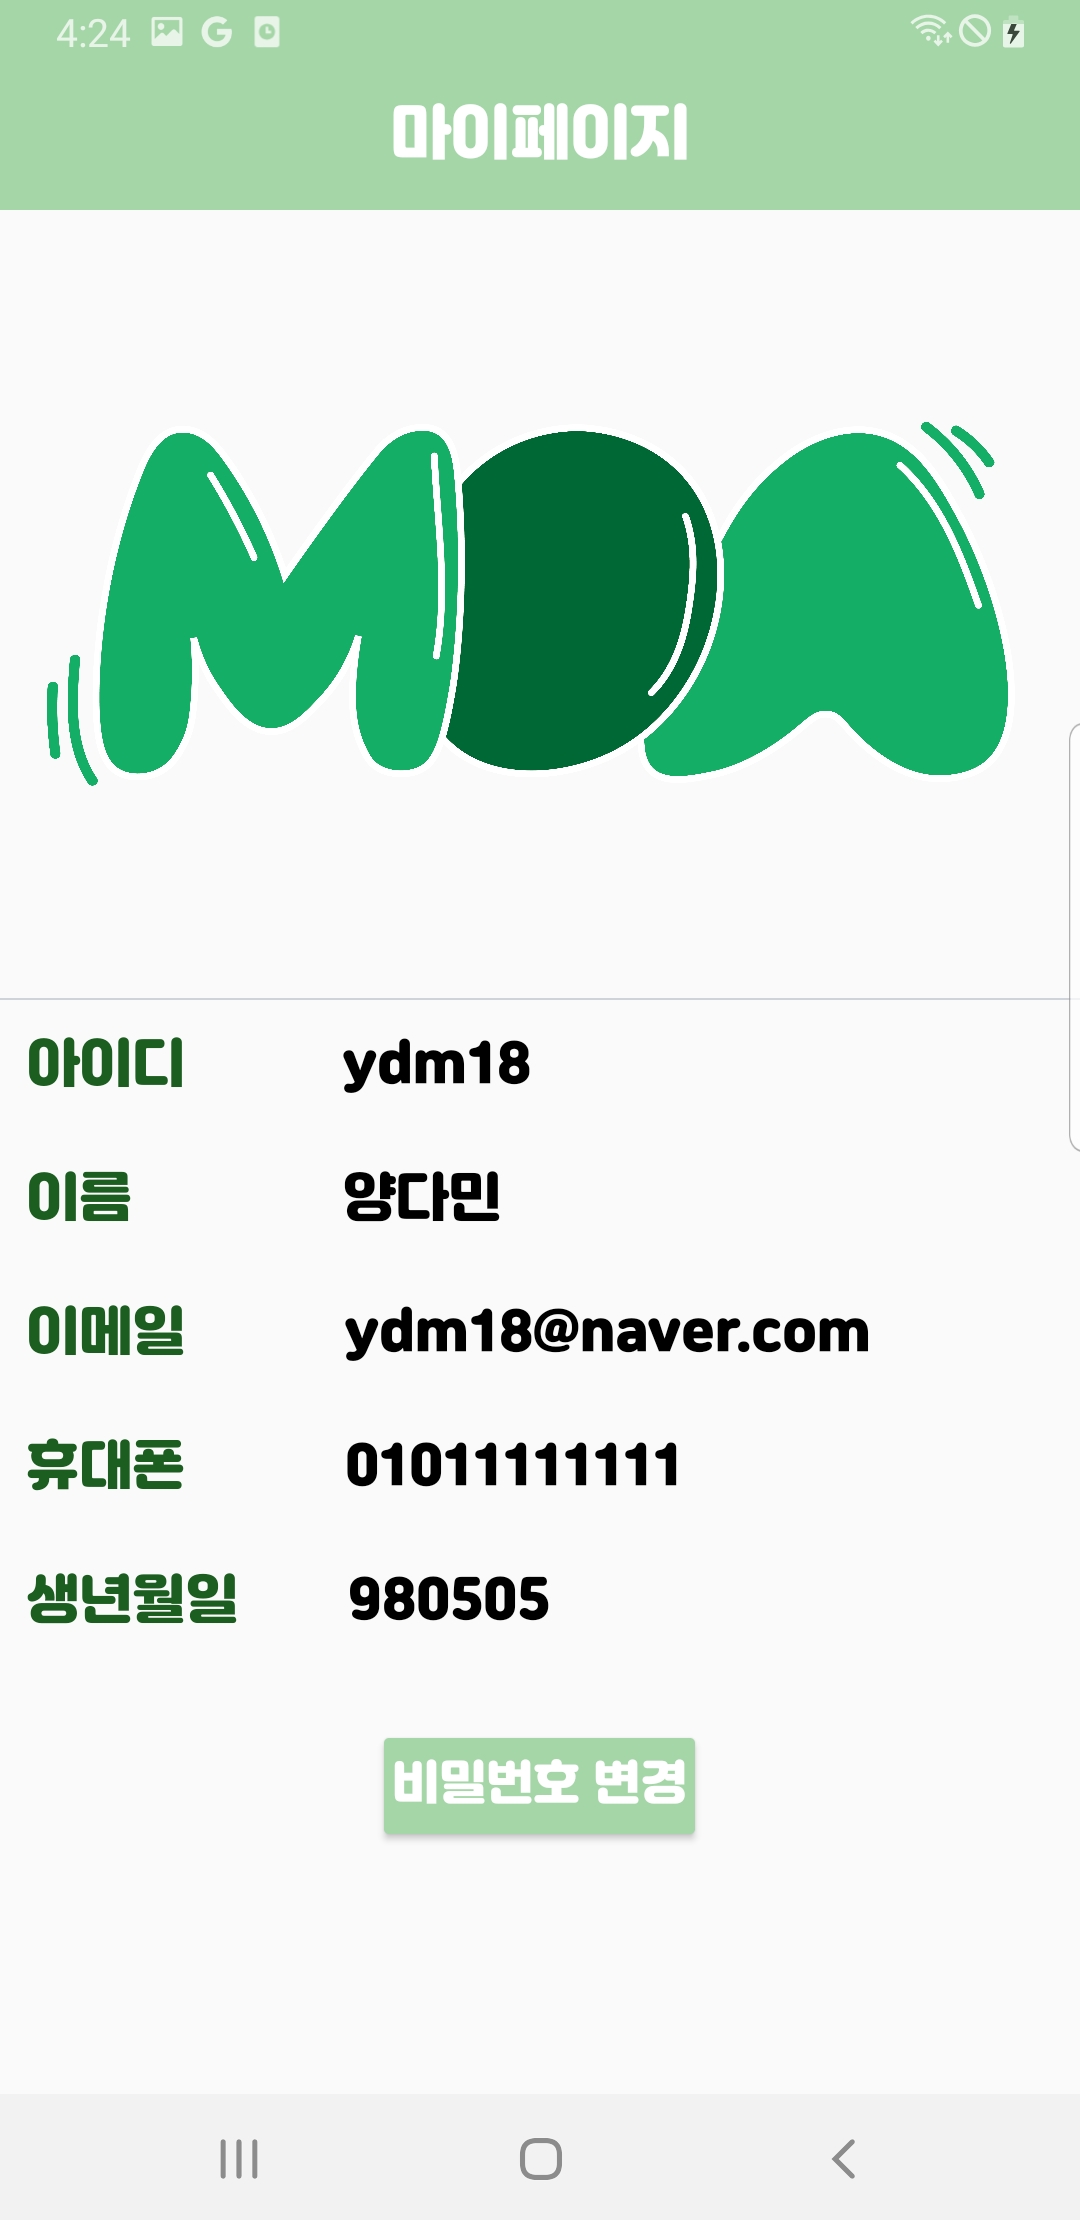 4:24
마이페이지
MOA
아이디 ydm18
이름 양다민
이메일 ydm18@naver.com
휴대폰 01011111111
생년월일 980505
비밀번호 변경